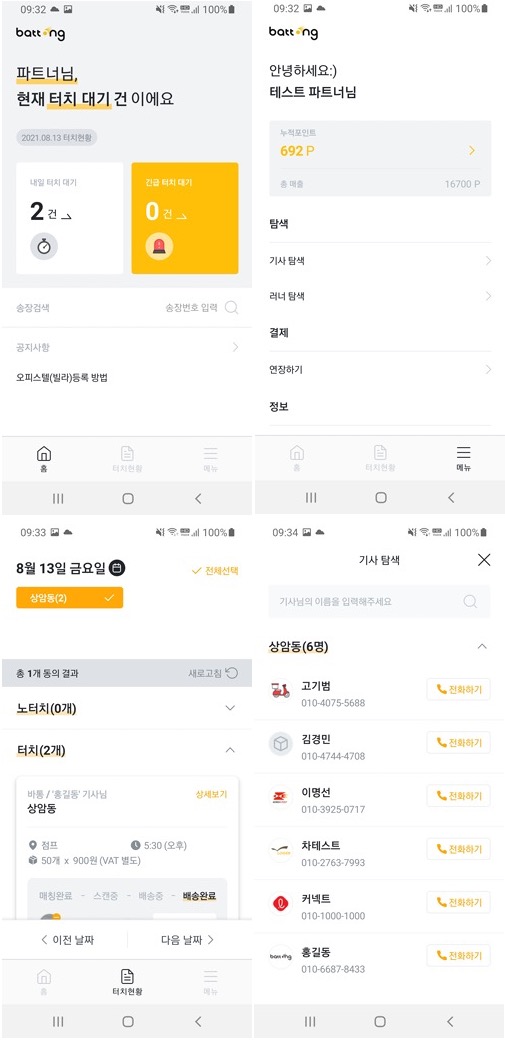 09:32 100%
batt ng
파트너님,
현재 터치 대기 건 이에요
2021.08.13 터치현황
내일 터치 대기
2 건
긴급 터치 대기
0 건
송장검색 송장번호 입력
공지사항
오피스텔(빌라)등록 방법
홈 터치현황 메뉴
09:32 100%
batt ng
안녕하세요:)
테스트 파트너님
누적포인트
692 P
총 매출 16700 P
탐색
기사 탐색
러너 탐색
결제
연장하기
정보
홈 터치현황 메뉴
09:33 100%
8월 13일 금요일
전체선택
상암동(2)
총 1개 동의 결과 새로고침
노터치(0개)
터치(2개)
바통 / '홍길동' 기사님 상세보기
상암동
점프 5:30 (오후)
50개 x 900원 (VAT 별도)
매칭완료 - 스캔중 - 배송중 - 배송완료
이전 날짜 다음 날짜
홈 터치현황 메뉴
09:34 100%
기사 탐색
기사님의 이름을 입력해주세요
상암동(6명)
고기범
010-4075-5688
전화하기
김경민
010-4744-4708
전화하기
이명선
010-3925-0717
전화하기
차테스트
010-2763-7993
전화하기
커넥트
010-1000-1000
전화하기
batt ng
홍길동
010-6687-8433
전화하기